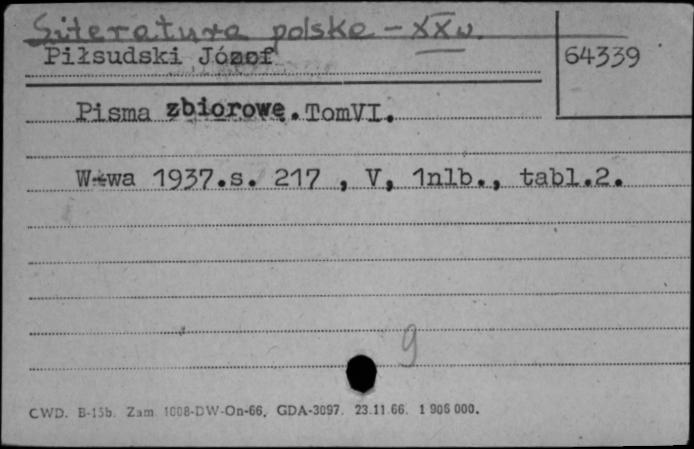 Literatura polska - XXw.
Piłsudski Józef
64339
Pisma zbiorowe. TomVI.
W-wa 1937.s. 217 , V, 1nlb., tabl.2.
9
CWD. B-15b. Zam. 1608-DW-On-66. GDA-3097. 23.11.66. 1 906 000.